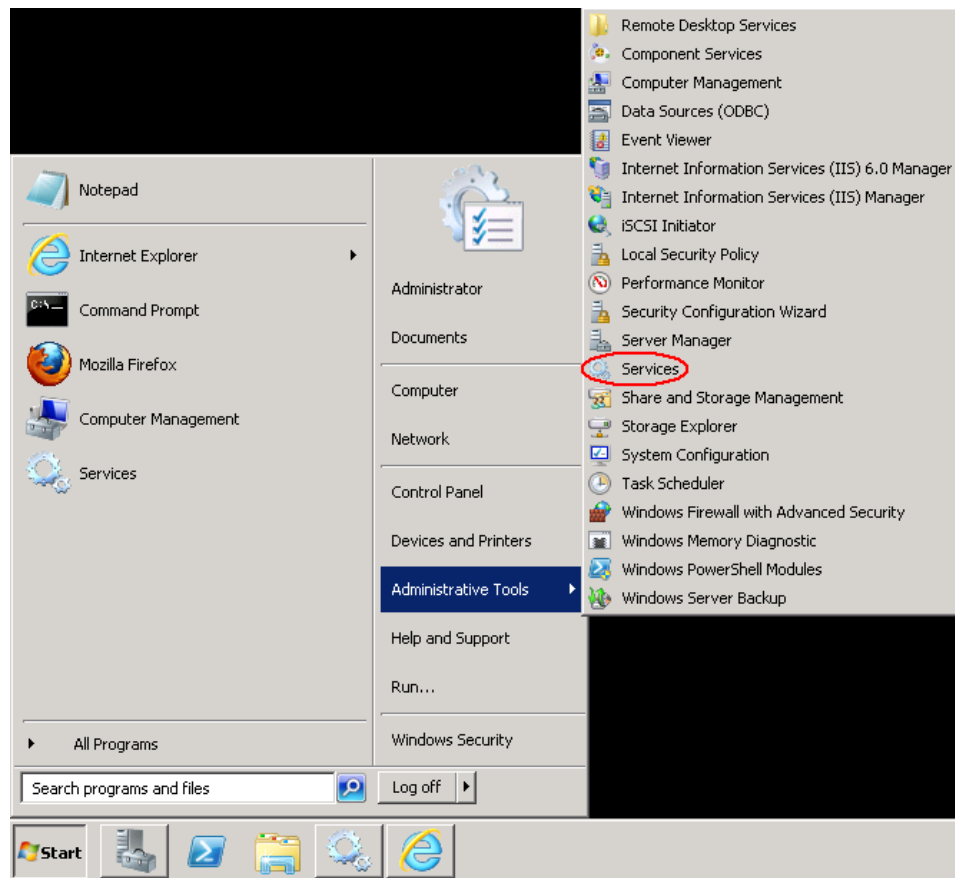 Notepad
Internet Explorer
C:\
Command Prompt
Mozilla Firefox
Computer Management
Services
All Programs
Search programs and files
Administrator
Documents
Computer
Network
Control Panel
Devices and Printers
Administrative Tools
Help and Support
Run...
Windows Security
Log off
Remote Desktop Services
Component Services
Computer Management
Data Sources (ODBC)
Event Viewer
Internet Information Services (IIS) 6.0 Manager
Internet Information Services (IIS) Manager
iSCSI Initiator
Local Security Policy
Performance Monitor
Security Configuration Wizard
Server Manager
Services
Share and Storage Management
Storage Explorer
System Configuration
Task Scheduler
Windows Firewall with Advanced Security
Windows Memory Diagnostic
Windows PowerShell Modules
Windows Server Backup
Start